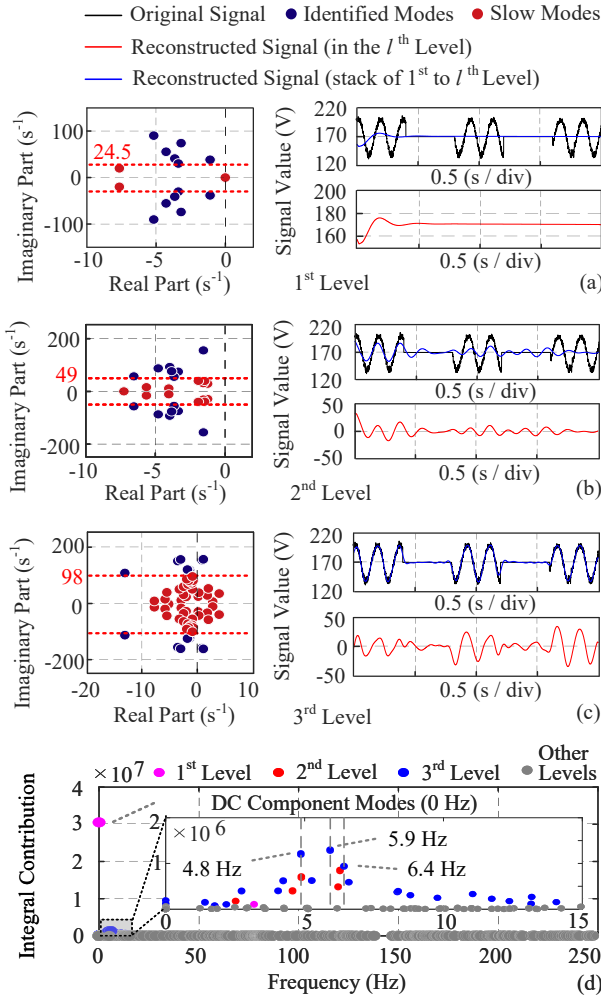 Original Signal Identified Modes Slow Modes
Reconstructed Signal (in the l th Level)
Reconstructed Signal (stack of 1st to l th Level)
Imaginary Part (s-1)
100
0
-100
24.5
-10 -5 0
Real Part (s-1)
Signal Value (V)
220
170
120
0.5 (s / div)
180
160
0.5 (s / div)
1st Level
(a)
Imaginary Part (s-1)
200
49
0
-200
-10 -5 0
Real Part (s-1)
Signal Value (V)
220
170
120
0.5 (s / div)
50
0
-50
0.5 (s / div)
2nd Level
(b)
Imaginary Part (s-1)
200
98
0
-200
-20 -10 0 10
Real Part (s-1)
Signal Value (V)
220
170
120
0.5 (s / div)
50
0
-50
0.5 (s / div)
3rd Level
(c)
×10 7
1st Level 2nd Level 3rd Level Other Levels
Integral Contribution
4
3
2
1
0
DC Component Modes (0 Hz)
2
×10 6
1
4.8 Hz
5.9 Hz
6.4 Hz
0 5 10 15
0 50 100 150 200 250
Frequency (Hz)
(d)